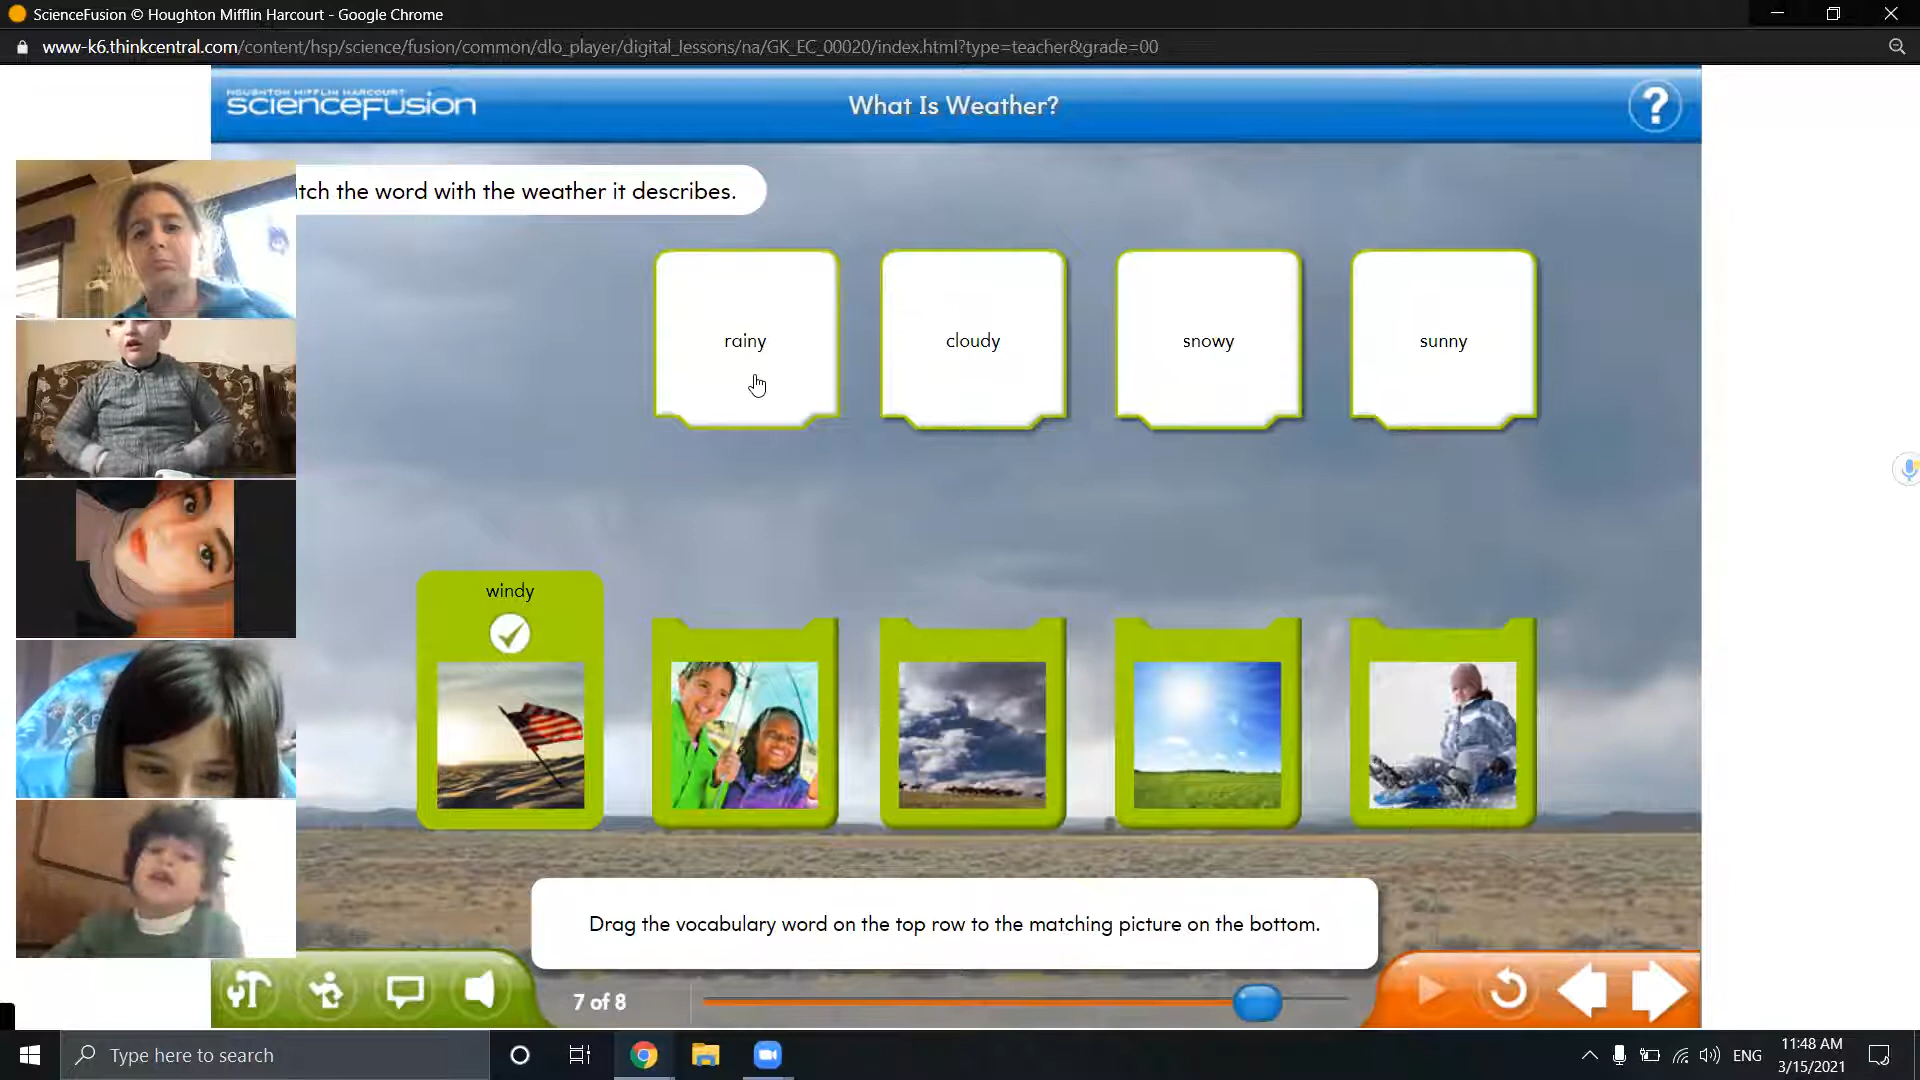 ScienceFusion © Houghton Mifflin Harcourt - Google Chrome
www-k6.thinkcentral.com/content/hsp/science/fusion/common/dlo_player/digital_lessons/na/GK_EC_00020/index.html?type=teacher&grade=00
HOUGHTON MIFFLIN HARCOURT
SCIENCEFUSION
What Is Weather?
?
tch the word with the weather it describes.
rainy
cloudy
snowy
sunny
windy
Drag the vocabulary word on the top row to the matching picture on the bottom.
7 of 8
Type here to search
ENG
11:48 AM
3/15/2021